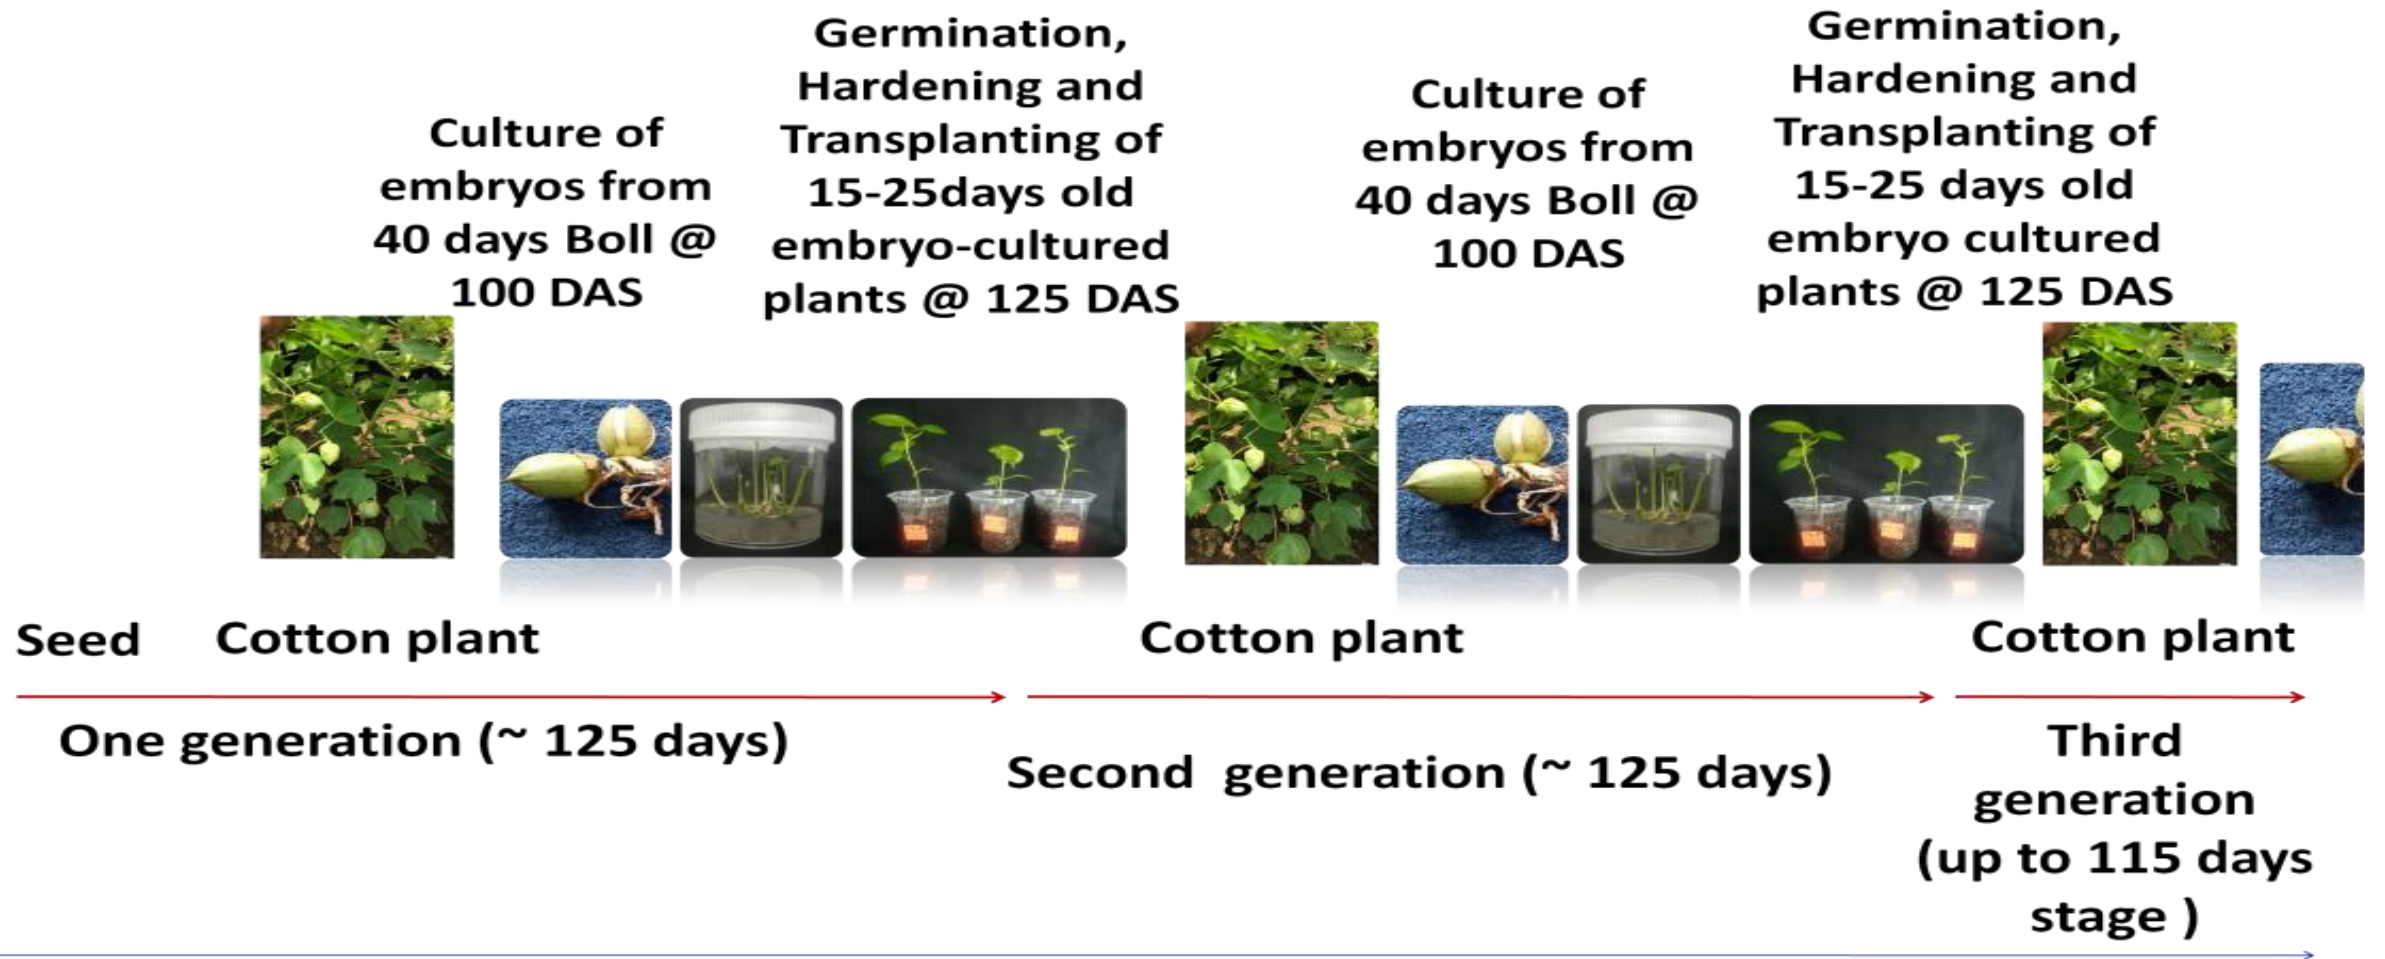 Culture of
embryos from
40 days Boll @
100 DAS
Germination,
Hardening and
Transplanting of
15-25days old
embryo-cultured
plants @ 125 DAS
Culture of
embryos from
40 days Boll @
100 DAS
Germination,
Hardening and
Transplanting of
15-25 days old
embryo cultured
plants @ 125 DAS
Seed
Cotton plant
Cotton plant
Cotton plant
One generation (~ 125 days)
Second generation (~ 125 days)
Third
generation
(up to 115 days
stage )